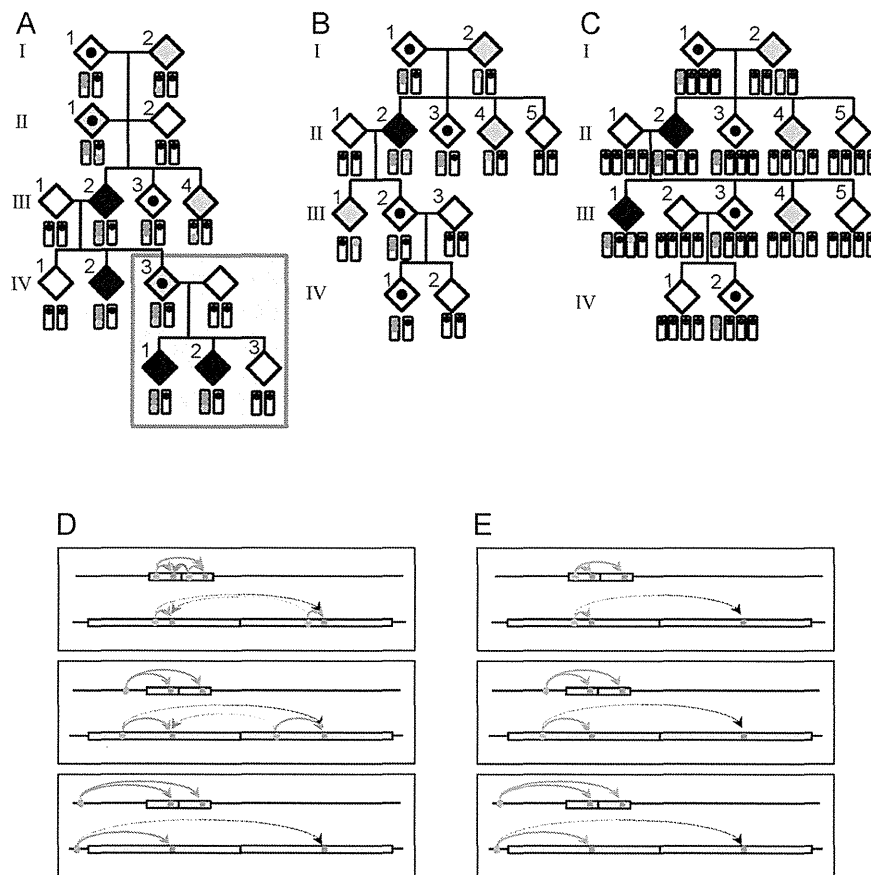 A B C
1 2 1 2 1 2
I I I
1 2 1 2 3 4 5 1 2 3 4 5
II II II
1 2 3 4 1 2 3 1 2 3 4 5
III III III
1 2 3 1 2 1 2
IV IV IV
1 2 3
D E